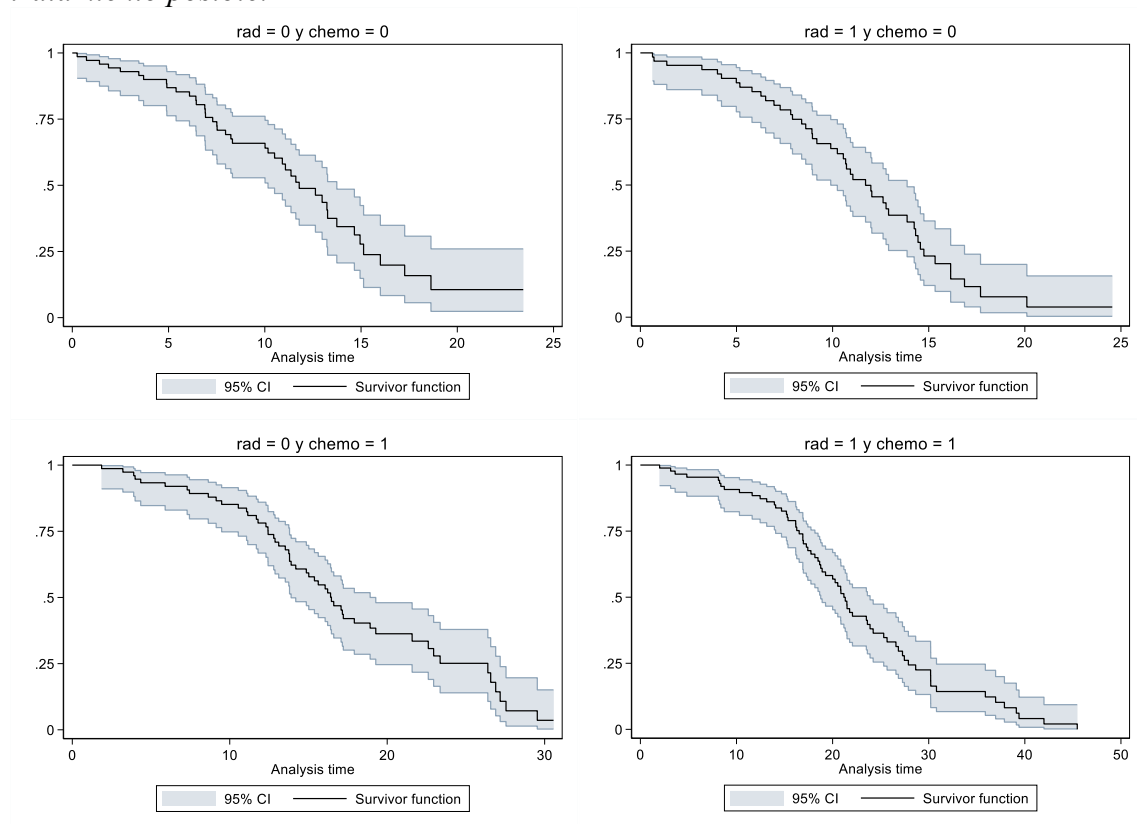 rad = 0 y chemo = 0
1
.75
.5
.25
0
0 5 10 15 20 25
Analysis time
95% CI Survivor function
rad = 1 y chemo = 0
1
.75
.5
.25
0
0 5 10 15 20 25
Analysis time
95% CI Survivor function
rad = 0 y chemo = 1
1
.75
.5
.25
0
0 10 20 30
Analysis time
95% CI Survivor function
rad = 1 y chemo = 1
1
.75
.5
.25
0
0 10 20 30 40 50
Analysis time
95% CI Survivor function